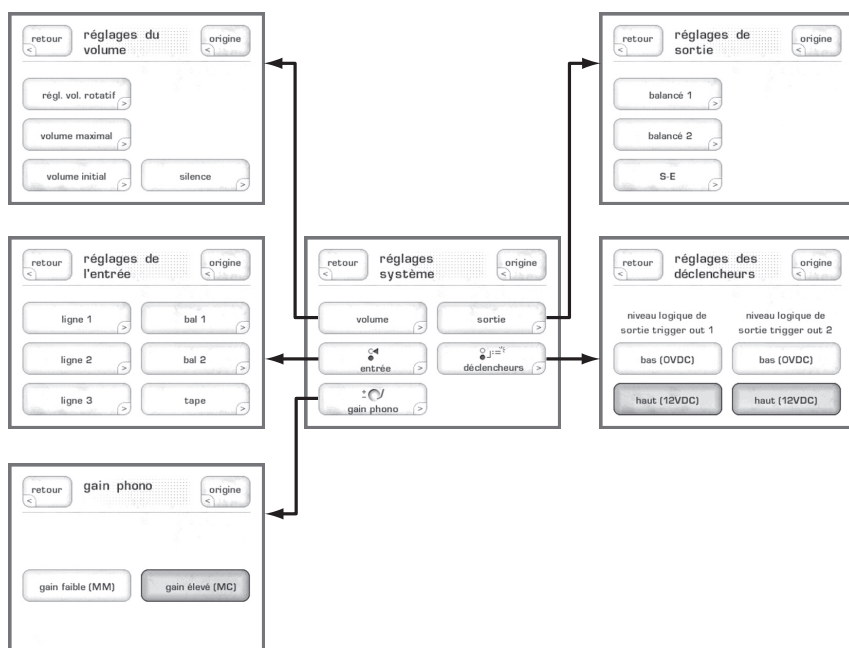 retour
réglages du
volume
origine
<
<
régl. vol. rotatif
>
volume maximal
>
volume initial
>
silence
>
retour
réglages de
sortie
origine
<
<
balancé 1
>
balancé 2
>
S-E
>
retour
réglages de
l'entrée
origine
<
<
ligne 1
>
bal 1
>
ligne 2
>
bal 2
>
ligne 3
>
tape
>
retour
réglages
système
origine
<
<
volume
>
sortie
>
entrée
>
déclencheurs
>
gain phono
>
retour
réglages des
déclencheurs
origine
<
<
niveau logique de
sortie trigger out 1
niveau logique de
sortie trigger out 2
bas (0VDC)
bas (0VDC)
haut (12VDC)
haut (12VDC)
retour
gain phono
origine
<
<
gain faible (MM)
gain élevé (MC)